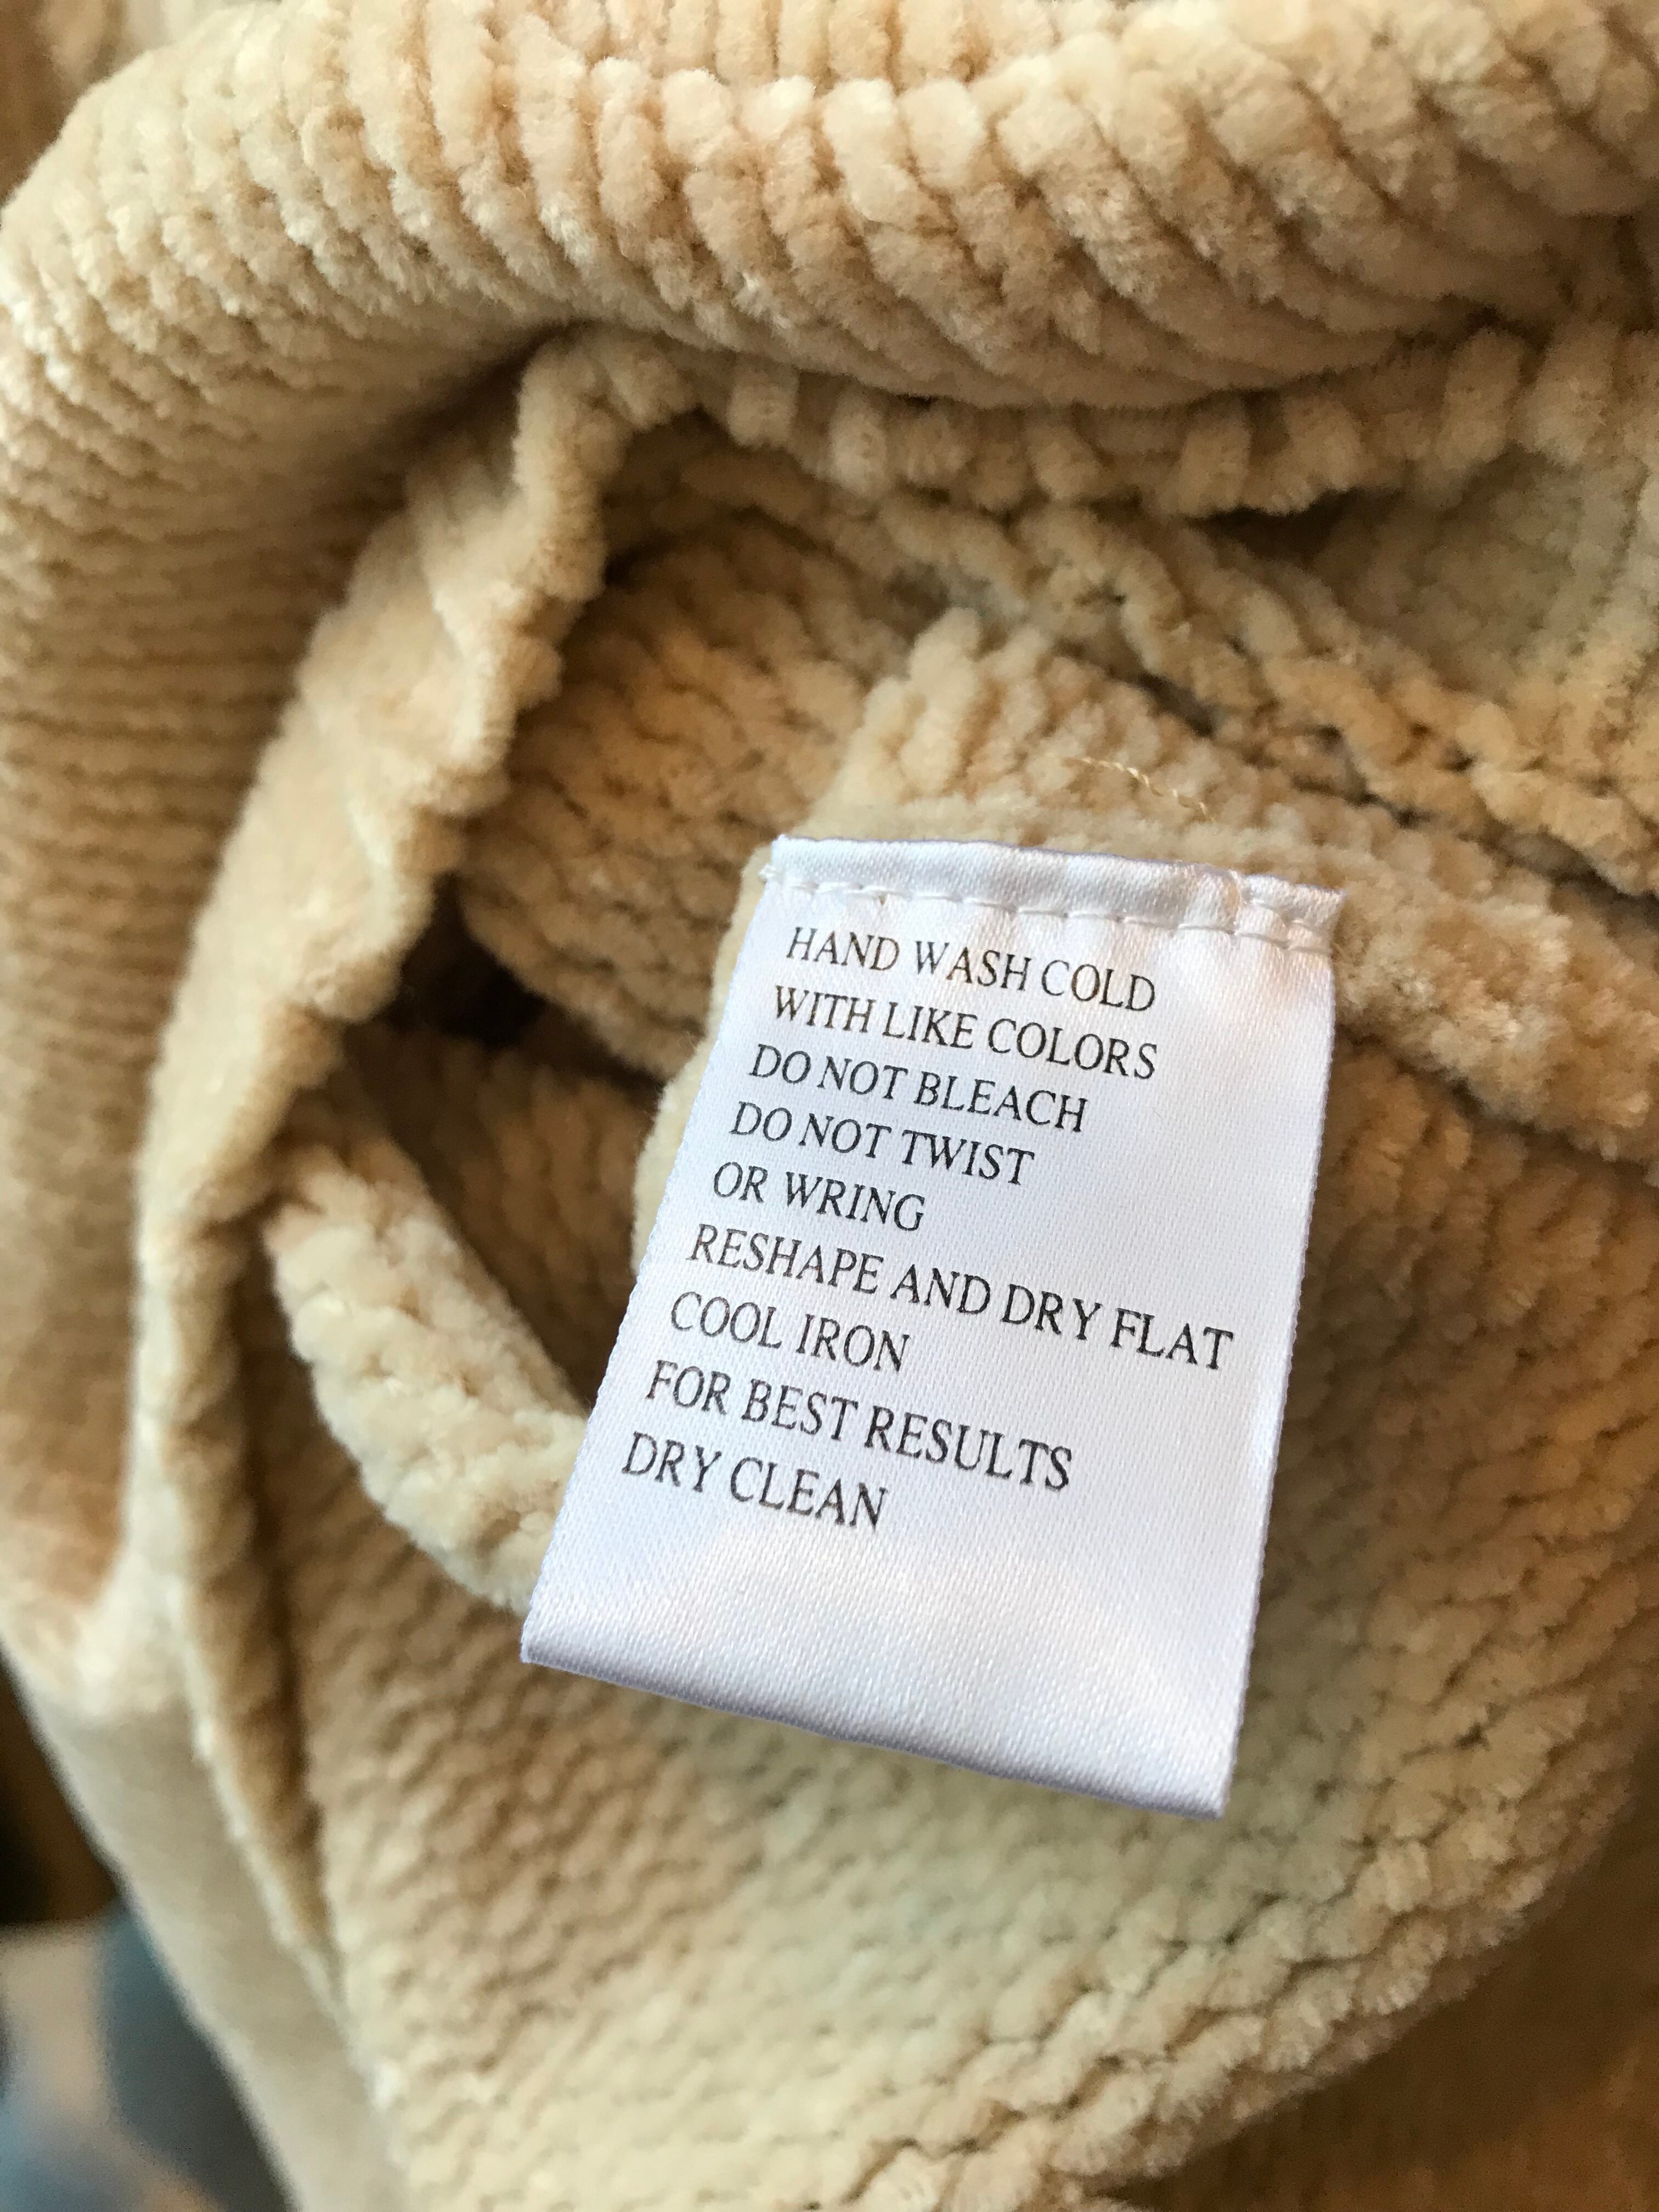 HAND WASH COLD
WITH LIKE COLORS
DO NOT BLEACH
DO NOT TWIST
OR WRING
RESHAPE AND DRY FLAT
COOL IRON
FOR BEST RESULTS
DRY CLEAN